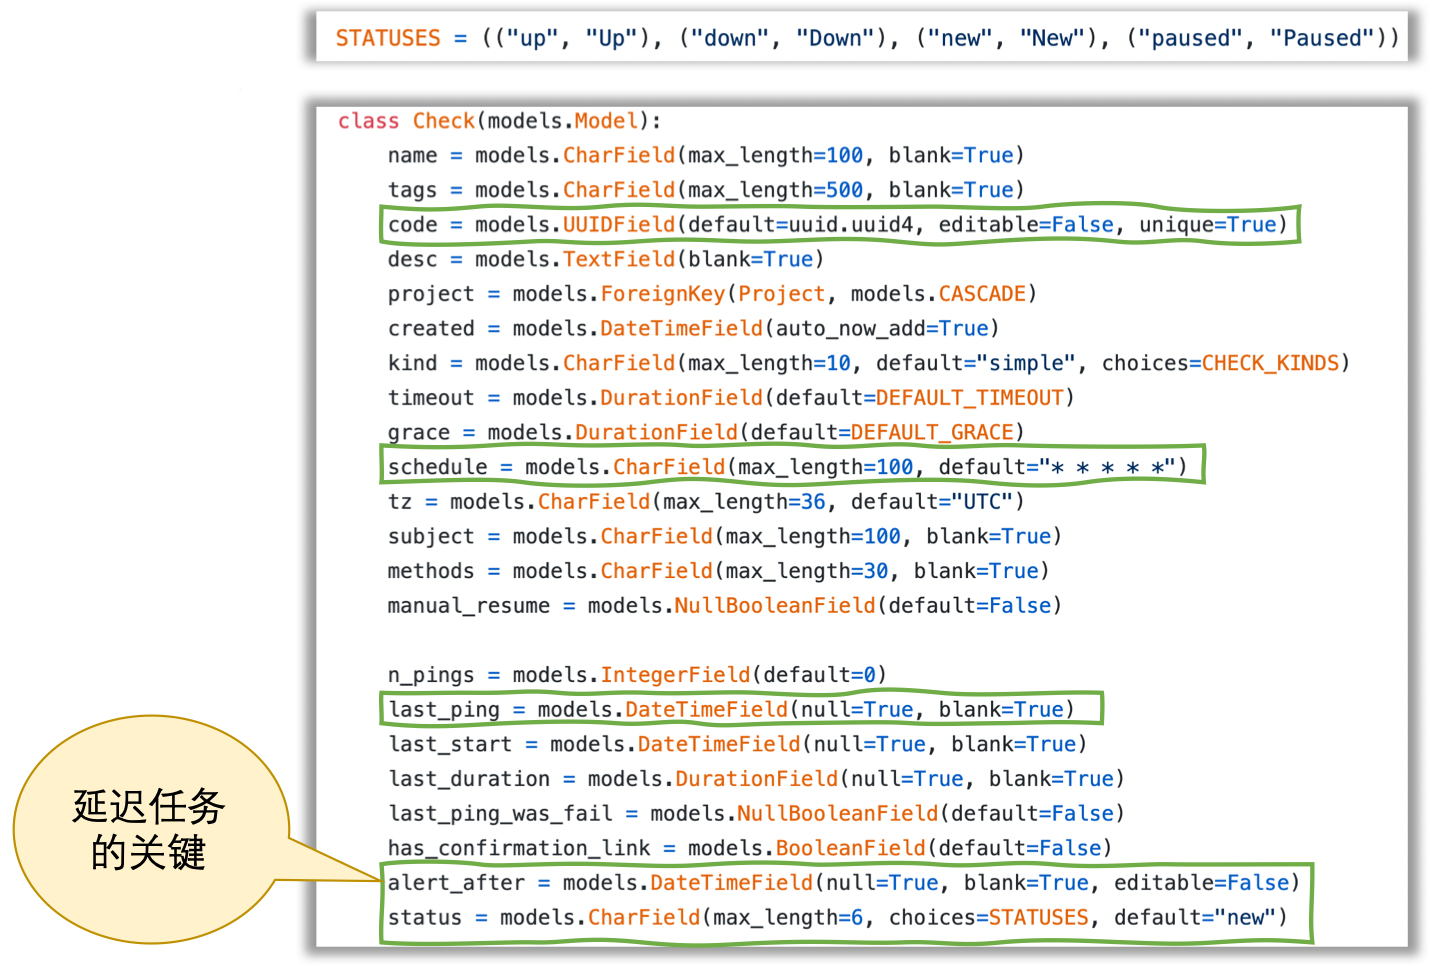 STATUSES = (("up", "Up"), ("down", "Down"), ("new", "New"), ("paused", "Paused"))
class Check(models.Model):
    name = models.CharField(max_length=100, blank=True)
    tags = models.CharField(max_length=500, blank=True)
    code = models.UUIDField(default=uuid.uuid4, editable=False, unique=True)
    desc = models.TextField(blank=True)
    project = models.ForeignKey(Project, models.CASCADE)
    created = models.DateTimeField(auto_now_add=True)
    kind = models.CharField(max_length=10, default="simple", choices=CHECK_KINDS)
    timeout = models.DurationField(default=DEFAULT_TIMEOUT)
    grace = models.DurationField(default=DEFAULT_GRACE)
    schedule = models.CharField(max_length=100, default="* * * * *")
    tz = models.CharField(max_length=36, default="UTC")
    subject = models.CharField(max_length=100, blank=True)
    methods = models.CharField(max_length=30, blank=True)
    manual_resume = models.NullBooleanField(default=False)
    n_pings = models.IntegerField(default=0)
    last_ping = models.DateTimeField(null=True, blank=True)
    last_start = models.DateTimeField(null=True, blank=True)
    last_duration = models.DurationField(null=True, blank=True)
    last_ping_was_fail = models.NullBooleanField(default=False)
    has_confirmation_link = models.BooleanField(default=False)
    alert_after = models.DateTimeField(null=True, blank=True, editable=False)
    status = models.CharField(max_length=6, choices=STATUSES, default="new")
延迟任务
的关键